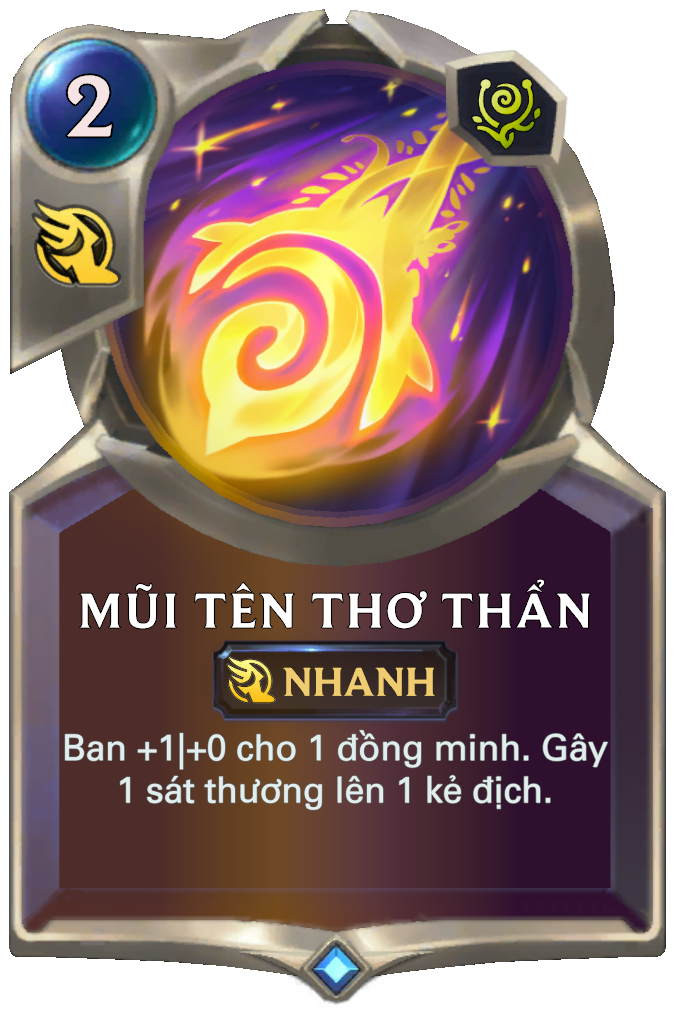 2
MŨI TÊN THƠ THẨN
NHANH
Ban +1|+0 cho 1 đồng minh. Gây
1 sát thương lên 1 kẻ địch.